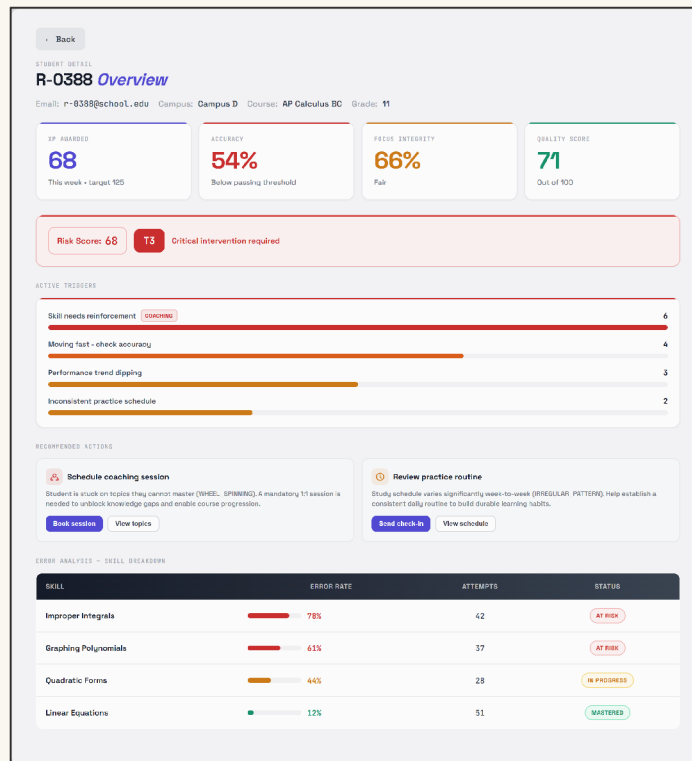 ‹ Back
STUDENT DETAIL
R-0388 Overview
Email: r-0388@school.edu Campus: Campus D Course: AP Calculus BC Grade: 11
XP AWARDED
68
This week • target 125
ACCURACY
54%
Below passing threshold
FOCUS INTEGRITY
66%
Fair
QUALITY SCORE
71
Out of 100
Risk Score: 68 T3 Critical intervention required
ACTIVE TRIGGERS
Skill needs reinforcement COACHING 6
Moving fast - check accuracy 4
Performance trend dipping 3
Inconsistent practice schedule 2
RECOMMENDED ACTIONS
Schedule coaching session
Student is stuck on topics they cannot master (WHEEL_SPINNING). A mandatory 1:1 session is
needed to unblock knowledge gaps and enable course progression.
Book session View topics
Review practice routine
Study schedule varies significantly week-to-week (IRREGULAR_PATTERN). Help establish a
consistent daily routine to build durable learning habits.
Send check-in View schedule
ERROR ANALYSIS — SKILL BREAKDOWN
SKILL ERROR RATE ATTEMPTS STATUS
Improper Integrals 78% 42 AT RISK
Graphing Polynomials 61% 37 AT RISK
Quadratic Forms 44% 28 IN PROGRESS
Linear Equations 12% 51 MASTERED